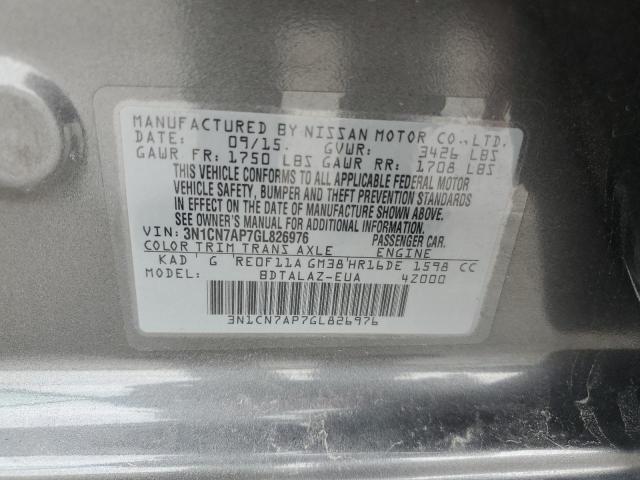 MANUFACTURED BY NISSAN MOTOR CO., LTD.
DATE: 09/15. GVWR: 3426 LBS
GAWR FR: 1750 LBS GAWR RR: 1708 LBS
THIS VEHICLE CONFORMS TO ALL APPLICABLE FEDERAL MOTOR
VEHICLE SAFETY, BUMPER AND THEFT PREVENTION STANDARDS
IN EFFECT ON THE DATE OF MANUFACTURE SHOWN ABOVE.
SEE OWNER'S MANUAL FOR ADDITIONAL INFORMATION
VIN: 3N1CN7AP7GL826976 PASSENGER CAR.
COLOR TRIM TRANS AXLE ENGINE
KAD G RE0F11A GM38 HR16DE 1598 CC
MODEL: BDTALAZ-EUA 42000
3N1CN7AP7GL826976